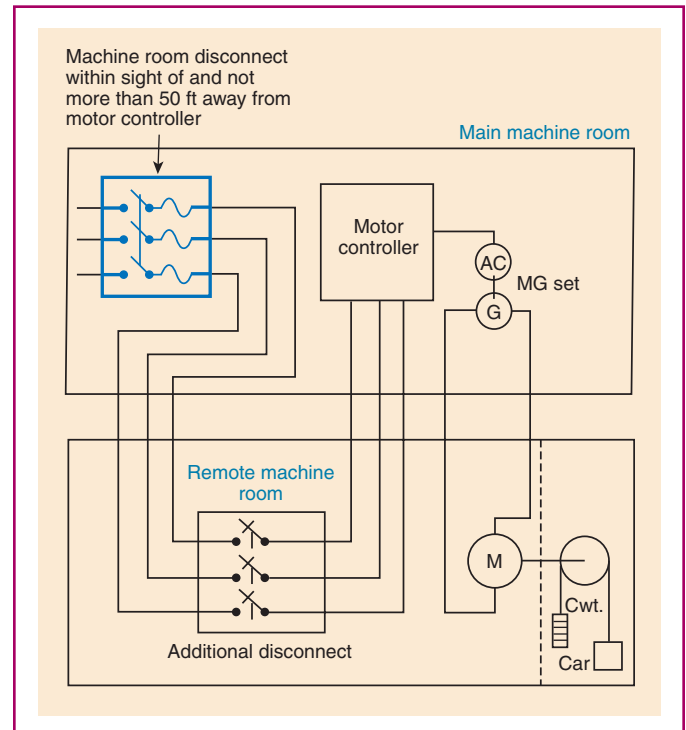 Machine room disconnect
within sight of and not
more than 50 ft away from
motor controller
Main machine room
Motor
controller
AC
MG set
G
Remote machine
room
M
Cwt.
Car
Additional disconnect